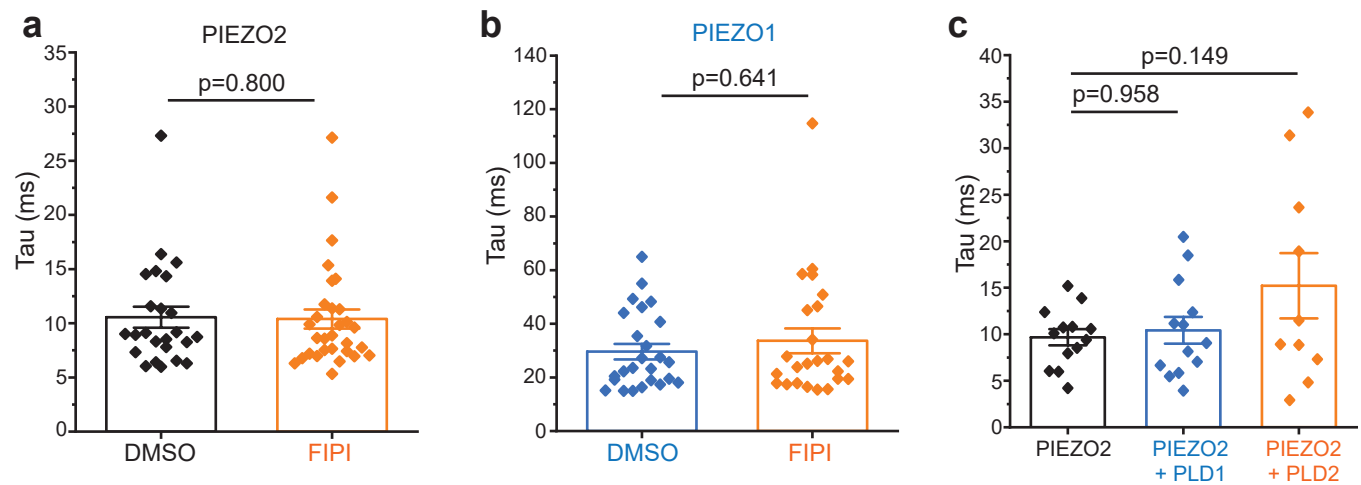 a
PIEZO2
35
30
25
20
15
10
5
0
Tau (ms)
p=0.800
DMSO
FIPI
b
PIEZO1
140
120
100
80
60
40
20
0
Tau (ms)
p=0.641
DMSO
FIPI
c
40
35
30
25
20
15
10
5
0
Tau (ms)
p=0.149
p=0.958
PIEZO2
PIEZO2
+ PLD1
PIEZO2
+ PLD2